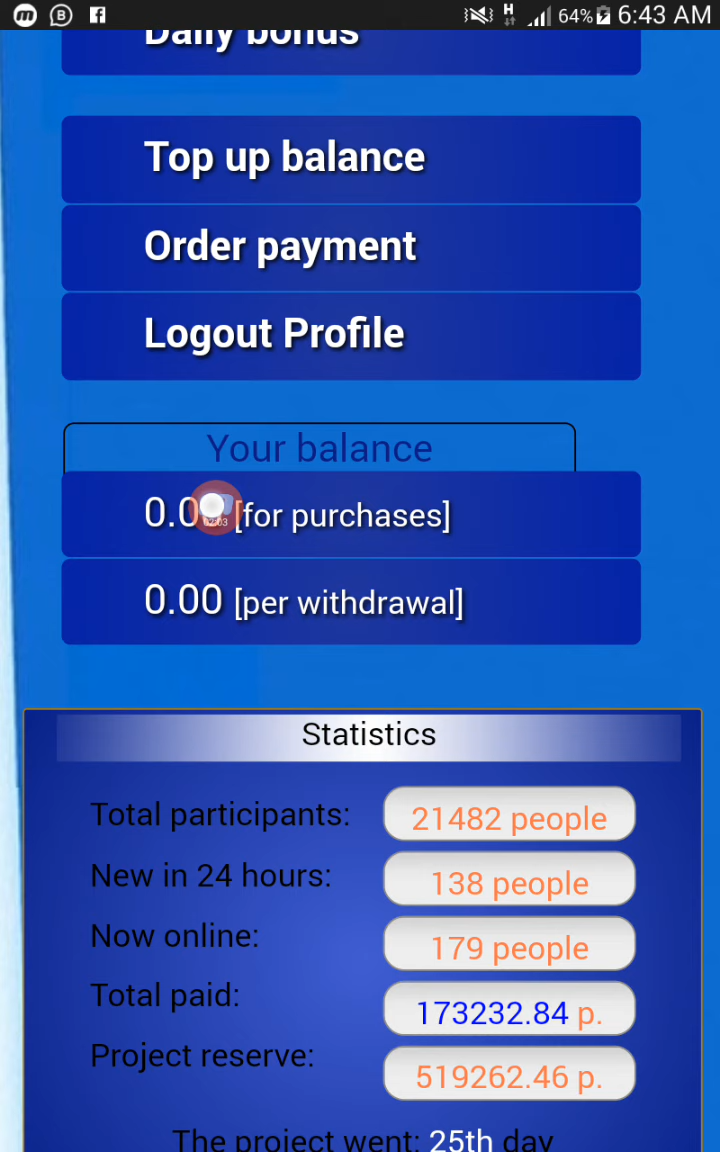 64% 6:43 AM
Daily bonus
Top up balance
Order payment
Logout Profile
Your balance
[for purchases]
0.00 [per withdrawal]
Statistics
Total participants: 21482 people
New in 24 hours: 138 people
Now online: 179 people
Total paid: 173232.84 p.
Project reserve: 519262.46 p.
The project went: 25th day